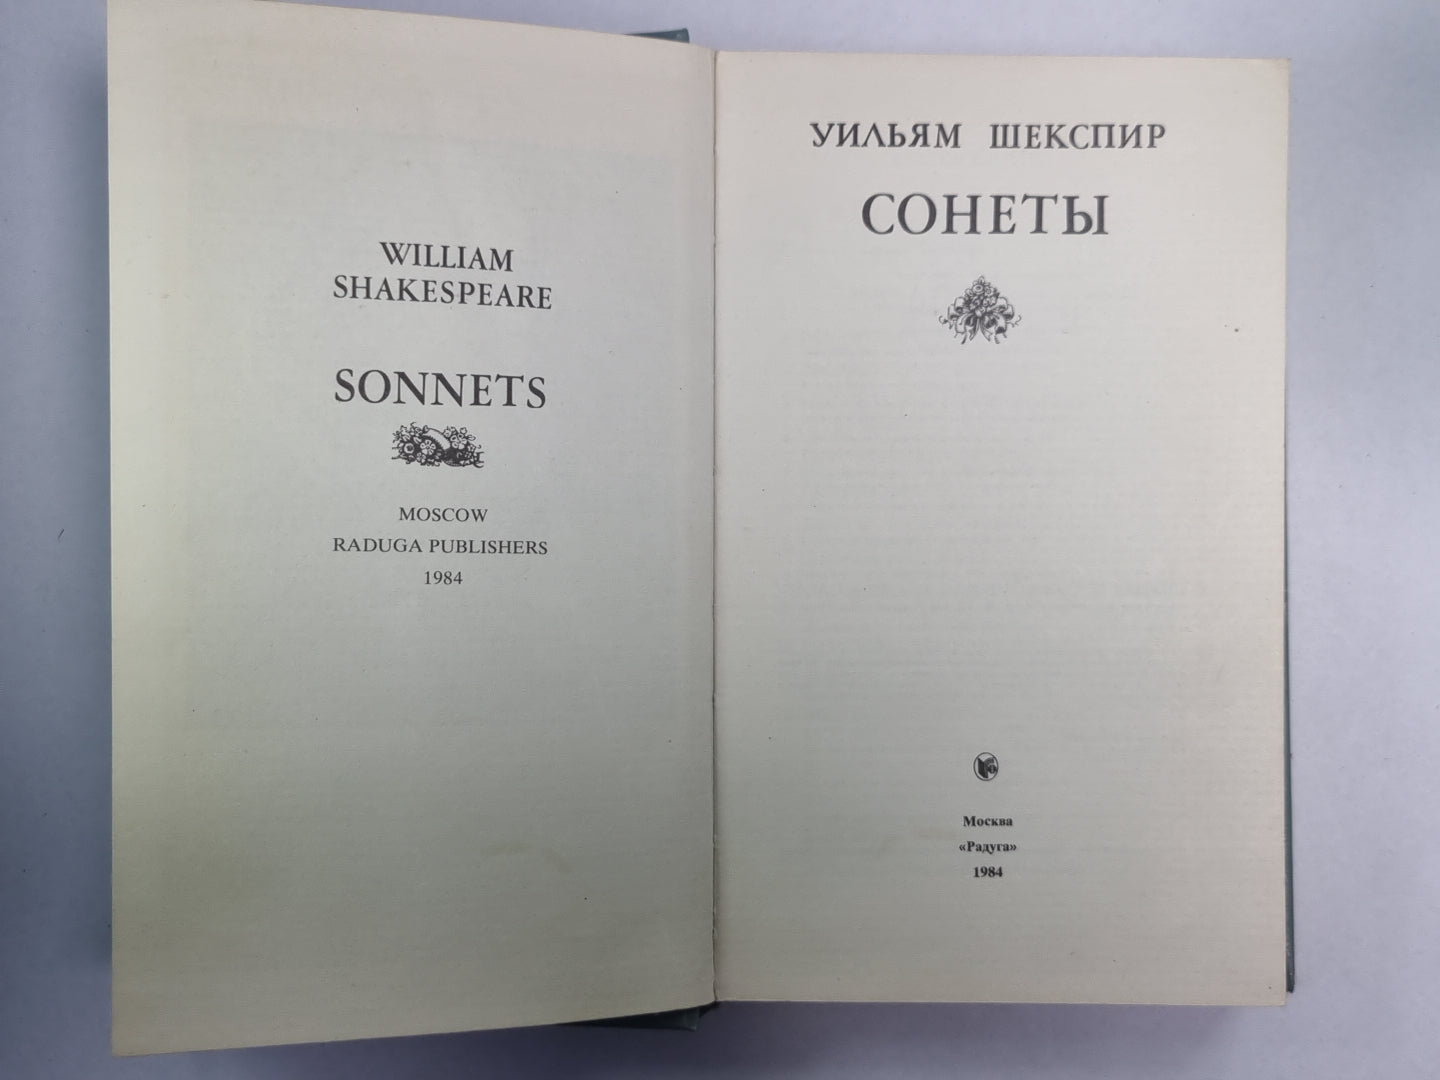 WILLIAM
SHAKESPEARE
SONNETS
MOSCOW
RADUGA PUBLISHERS
1984
УИЛЬЯМ ШЕКСПИР
СОНЕТЫ
Москва
«Радуга»
1984